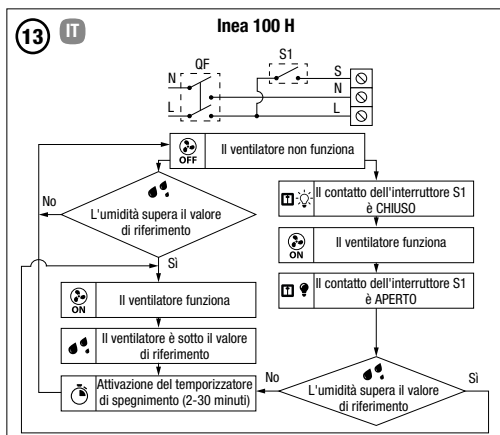 13 IT Inea 100 H
QF S1
S
N N
L L
OFF Il ventilatore non funziona
No
L'umidità supera il valore
di riferimento
Sì
Il contatto dell'interruttore S1
è CHIUSO
ON Il ventilatore funziona
ON Il ventilatore funziona
Il contatto dell'interruttore S1
è APERTO
Il ventilatore è sotto il valore
di riferimento
Attivazione del temporizzatore
di spegnimento (2-30 minuti)
No
L'umidità supera il valore
di riferimento
Sì